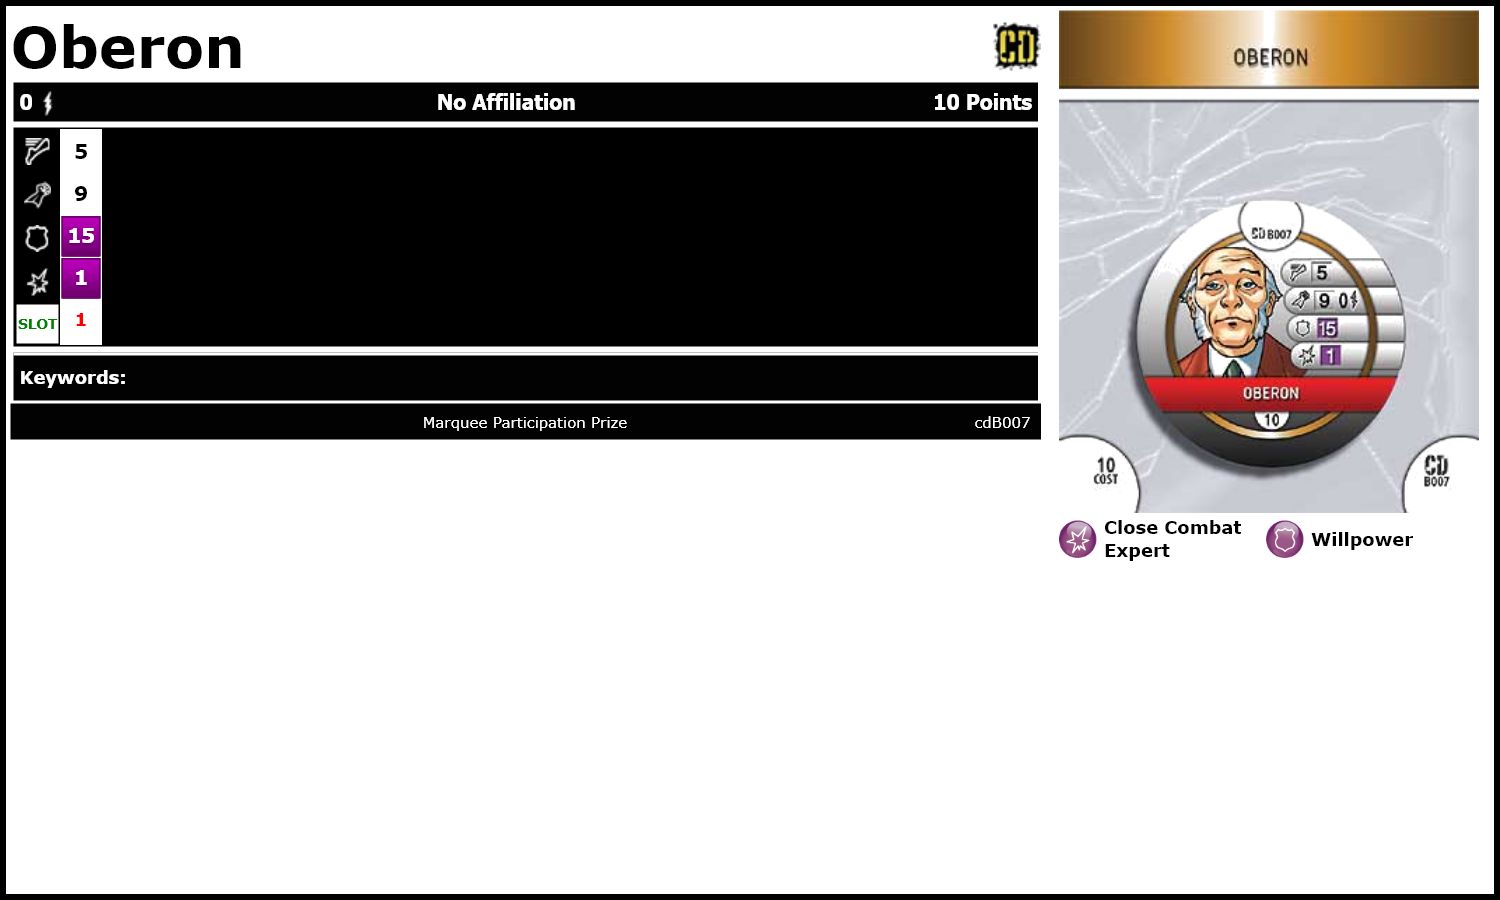 Oberon
CD
0 No Affiliation 10 Points
5
9
15
1
SLOT 1
Keywords:
Marquee Participation Prize cdB007
OBERON
CD B007
5
9 0
15
1
OBERON
10
10
COST
CD
B007
Close Combat
Expert
Willpower